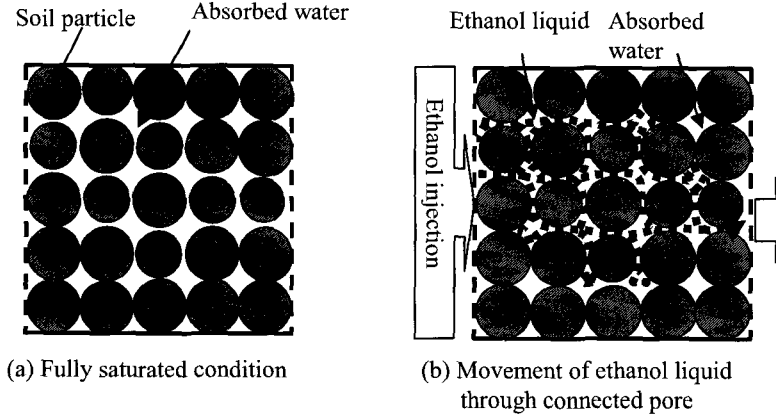 Soil particle
Absorbed water
Ethanol liquid
Absorbed
water
Ethanol injection
(a) Fully saturated condition
(b) Movement of ethanol liquid
through connected pore